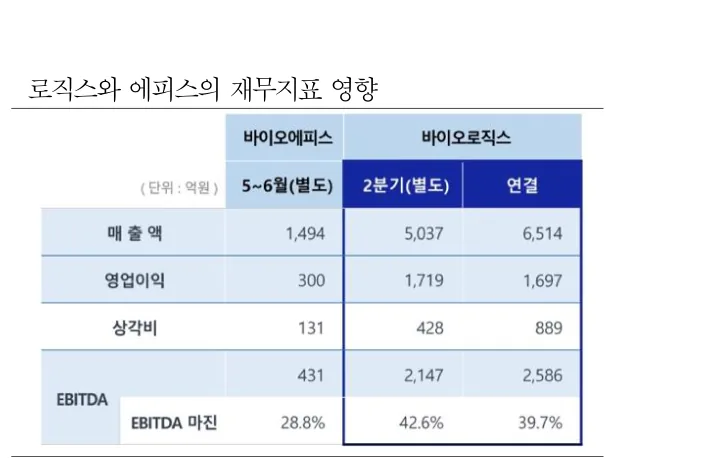 로직스와 에피스의 재무지표 영향
바이오에피스 바이오로직스
( 단위 : 억원 ) 5~6월(별도) 2분기(별도) 연결
매 출 액 1,494 5,037 6,514
영업이익 300 1,719 1,697
상각비 131 428 889
EBITDA 431 2,147 2,586
EBITDA 마진 28.8% 42.6% 39.7%